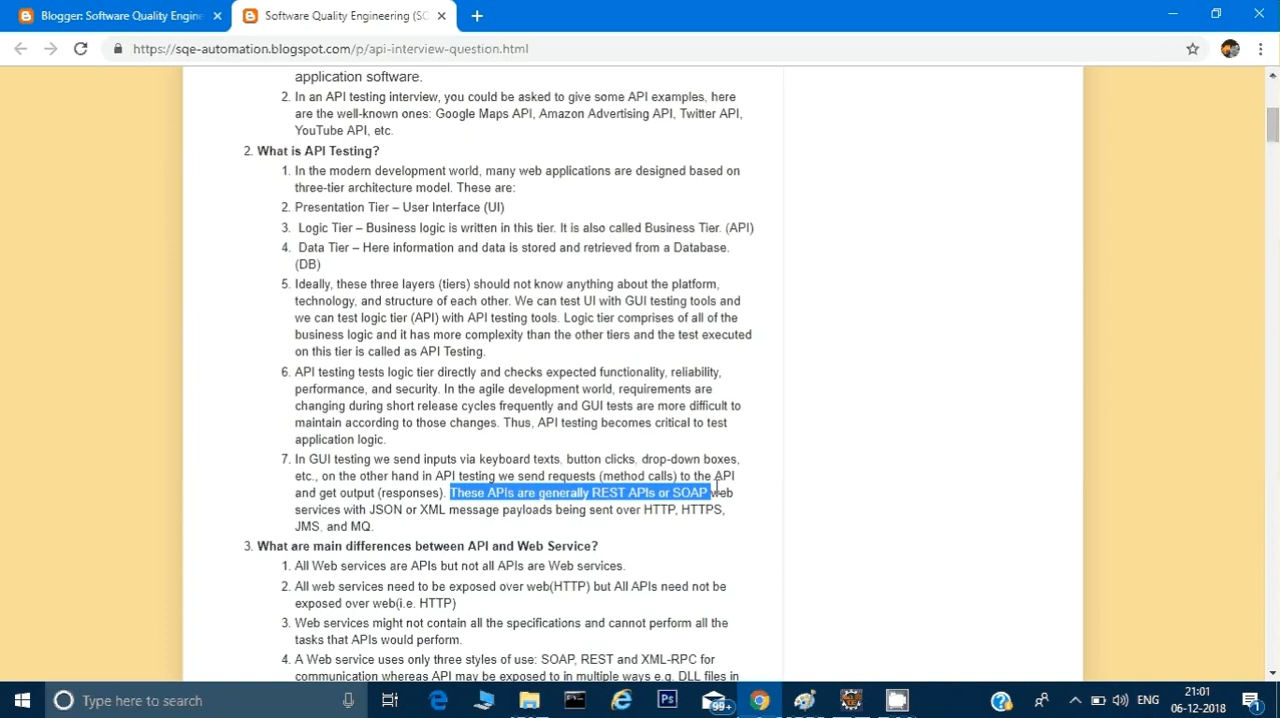 Blogger: Software Quality Engine
Software Quality Engineering (SC
https://sqe-automation.blogspot.com/p/api-interview-question.html
application software.
2. In an API testing interview, you could be asked to give some API examples, here
are the well-known ones: Google Maps API, Amazon Advertising API, Twitter API,
YouTube API, etc.
2. What is API Testing?
1. In the modern development world, many web applications are designed based on
three-tier architecture model. These are:
2. Presentation Tier – User Interface (UI)
3. Logic Tier – Business logic is written in this tier. It is also called Business Tier. (API)
4. Data Tier – Here information and data is stored and retrieved from a Database.
(DB)
5. Ideally, these three layers (tiers) should not know anything about the platform,
technology, and structure of each other. We can test UI with GUI testing tools and
we can test logic tier (API) with API testing tools. Logic tier comprises of all of the
business logic and it has more complexity than the other tiers and the test executed
on this tier is called as API Testing.
6. API testing tests logic tier directly and checks expected functionality, reliability,
performance, and security. In the agile development world, requirements are
changing during short release cycles frequently and GUI tests are more difficult to
maintain according to those changes. Thus, API testing becomes critical to test
application logic.
7. In GUI testing we send inputs via keyboard texts, button clicks, drop-down boxes,
etc., on the other hand in API testing we send requests (method calls) to the API
and get output (responses). These APIs are generally REST APIs or SOAP web
services with JSON or XML message payloads being sent over HTTP, HTTPS,
JMS, and MQ.
3. What are main differences between API and Web Service?
1. All Web services are APIs but not all APIs are Web services.
2. All web services need to be exposed over web(HTTP) but All APIs need not be
exposed over web(i.e. HTTP)
3. Web services might not contain all the specifications and cannot perform all the
tasks that APIs would perform.
4. A Web service uses only three styles of use: SOAP, REST and XML-RPC for
communication whereas API may be exposed to in multiple ways e.g. DLL files in
Type here to search
Ps
99+
ENG
21:01
06-12-2018
1